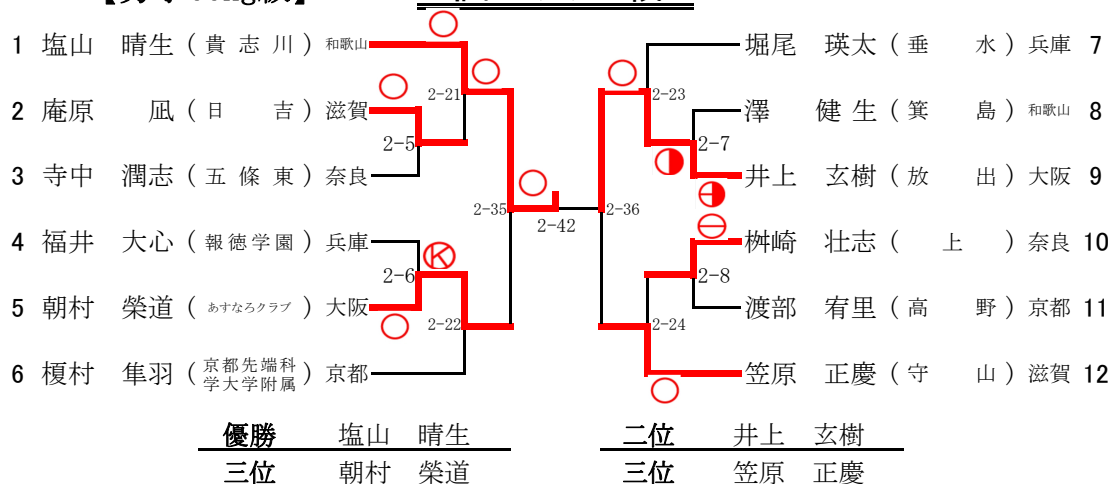 1 塩山 晴生 (貴志川) 和歌山
2 庵原 凪 (日 吉) 滋賀
3 寺中 潤志 (五條東) 奈良
4 福井 大心 (報徳学園) 兵庫
5 朝村 榮道 (あすなろクラブ) 大阪
6 榎村 隼羽 (京都先端科学大学附属) 京都
2-21
2-5
2-35
2-6
2-22
2-42
2-23
2-7
2-36
2-8
2-24
堀尾 瑛太 (垂 水) 兵庫 7
澤 健生 (箕 島) 和歌山 8
井上 玄樹 (放 出) 大阪 9
桝崎 壮志 (上) 奈良 10
渡部 宥里 (高 野) 京都 11
笠原 正慶 (守 山) 滋賀 12
優勝 塩山 晴生
三位 朝村 榮道
二位 井上 玄樹
三位 笠原 正慶